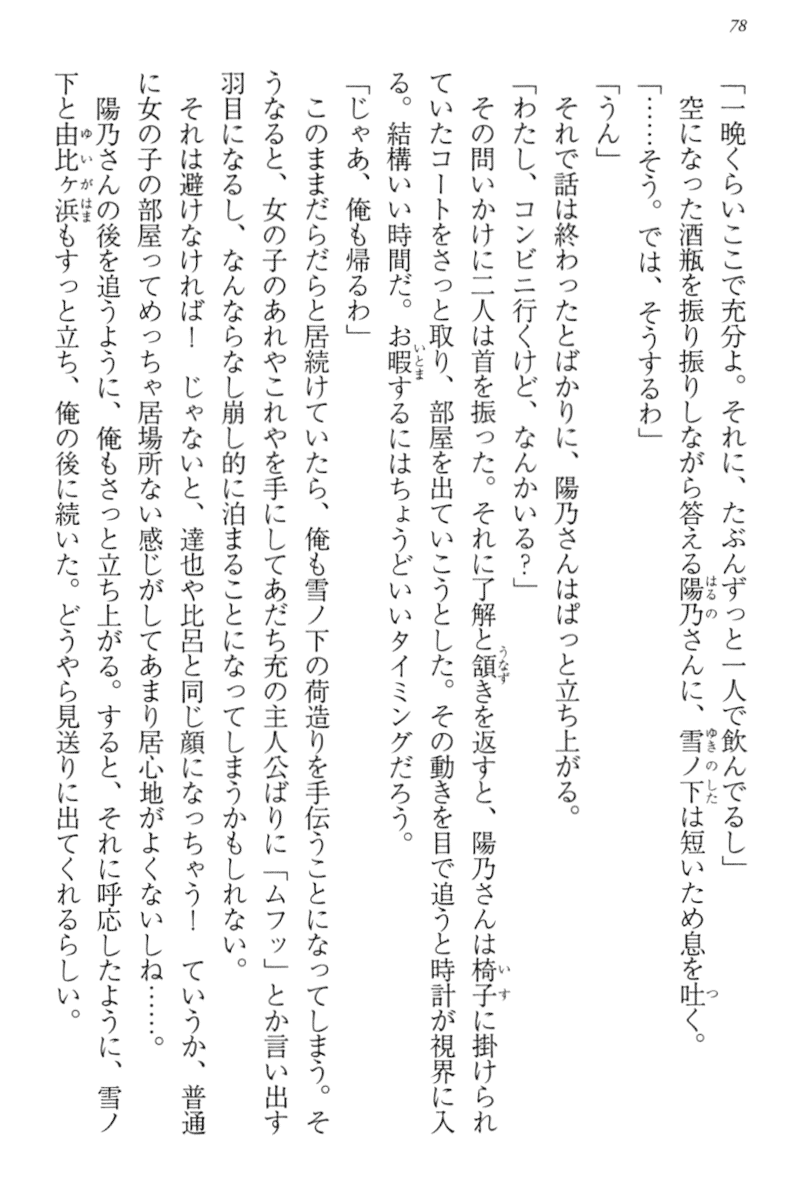 78
「一晩くらいここで充分よ。それに、たぶんずっと一人で飲んでるし」
空になった酒瓶を振り振りしながら答える陽乃さんに、雪ノ下は短いため息を吐く。
「……そう。では、そうするわ」
「うん」
それで話は終わったとばかりに、陽乃さんはぱっと立ち上がる。
「わたし、コンビニ行くけど、なんかいる?」
その問いかけに二人は首を振った。それに了解と頷きを返すと、陽乃さんは椅子に掛けられ
ていたコートをさっと取り、部屋を出ていこうとした。その動きを目で追うと時計が視界に入
る。結構いい時間だ。お暇するにはちょうどいいタイミングだろう。
「じゃあ、俺も帰るわ」
このままだらだらと居続けていたら、俺も雪ノ下の荷造りを手伝うことになってしまう。そ
うなると、女の子のあれやこれやを手にしてあだち充の主人公ばりに「ムフッ」とか言い出す
羽目になるし、なんならなし崩し的に泊まることになってしまうかもしれない。
それは避けなければ! じゃないと、達也や比呂と同じ顔になっちゃう! ていうか、普通
に女の子の部屋ってめっちゃ居場所ない感じがしてあまり居心地がよくないしね……。
陽乃さんの後を追うように、俺もさっと立ち上がる。すると、それに呼応したように、雪ノ
下と由比ヶ浜もすっと立ち、俺の後に続いた。どうやら見送りに出てくれるらしい。